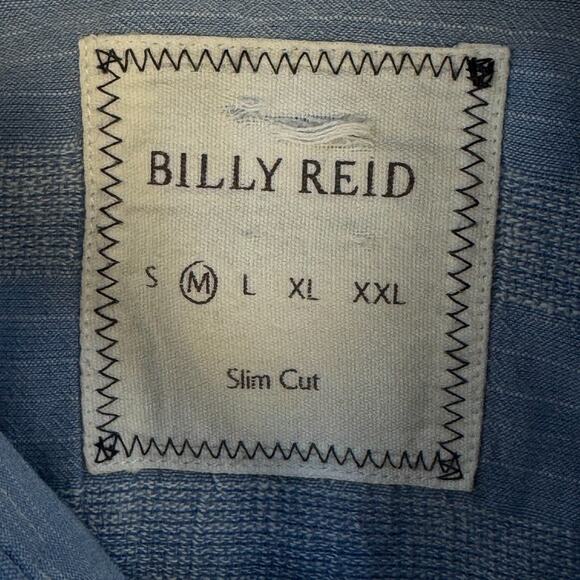 BILLY REID
S M L XL XXL
Slim Cut